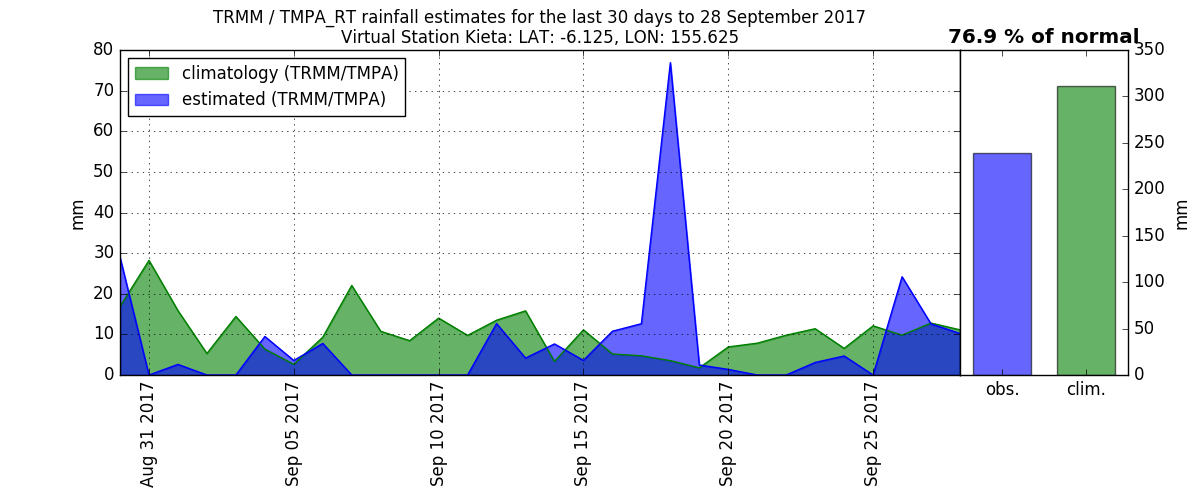 TRMM / TMPA_RT rainfall estimates for the last 30 days to 28 September 2017
Virtual Station Kieta: LAT: -6.125, LON: 155.625
76.9 % of normal
climatology (TRMM/TMPA)
estimated (TRMM/TMPA)
mm
80
70
60
50
40
30
20
10
0
Aug 31 2017
Sep 05 2017
Sep 10 2017
Sep 15 2017
Sep 20 2017
Sep 25 2017
obs.
clim.
350
300
250
200
150
100
50
0
mm